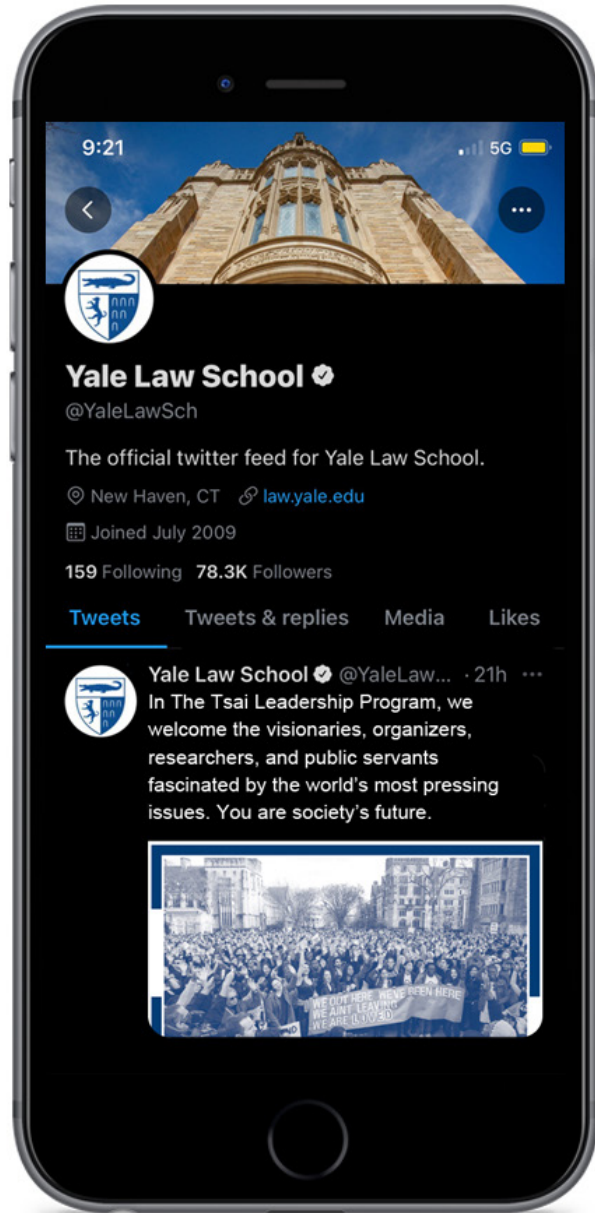 9:21 5G
Yale Law School
@YaleLawSch
The official twitter feed for Yale Law School.
New Haven, CT law.yale.edu
Joined July 2009
159 Following 78.3K Followers
Tweets Tweets & replies Media Likes
Yale Law School @YaleLaw... · 21h ...
In The Tsai Leadership Program, we
welcome the visionaries, organizers,
researchers, and public servants
fascinated by the world's most pressing
issues. You are society's future.
WE OUT HERE WE'VE BEEN HERE
WE AINT LEAVING
WE ARE LOVED